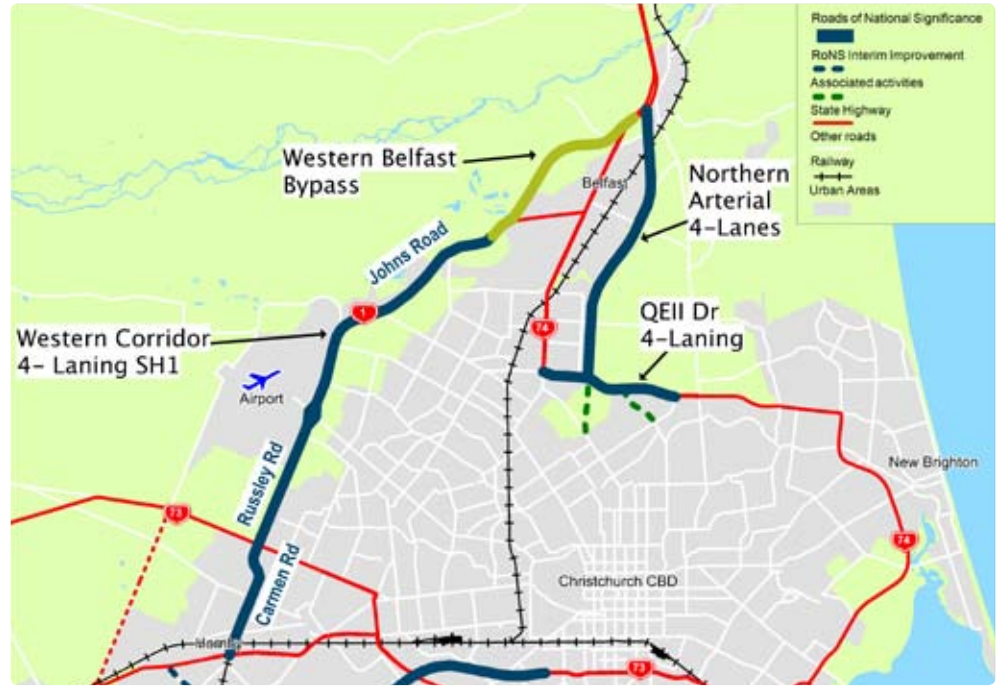 Roads of National Significance
RoNS Interim Improvement
Associated activities
State Highway
Other roads
Railway
Urban Areas
Western Belfast
Bypass
Belfast
Northern
Arterial
4-Lanes
Johns Road
1
Western Corridor
4- Laning SH1
74
QEII Dr
4-Laning
Airport
Russley Rd
New Brighton
73
74
Carmen Rd
Christchurch CBD
73